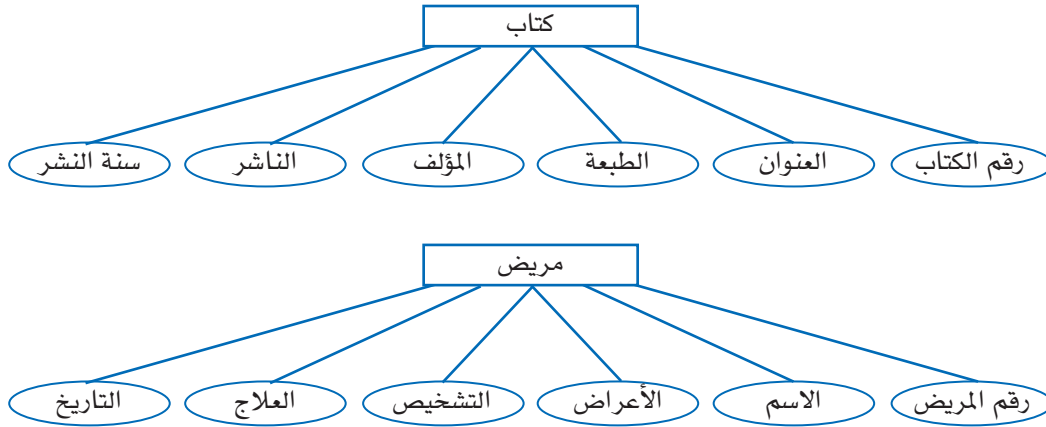 كتاب
رقم الكتاب العنوان الطبعة المؤلف الناشر سنة النشر
مريض
رقم المريض الاسم الأعراض التشخيص العلاج التاريخ